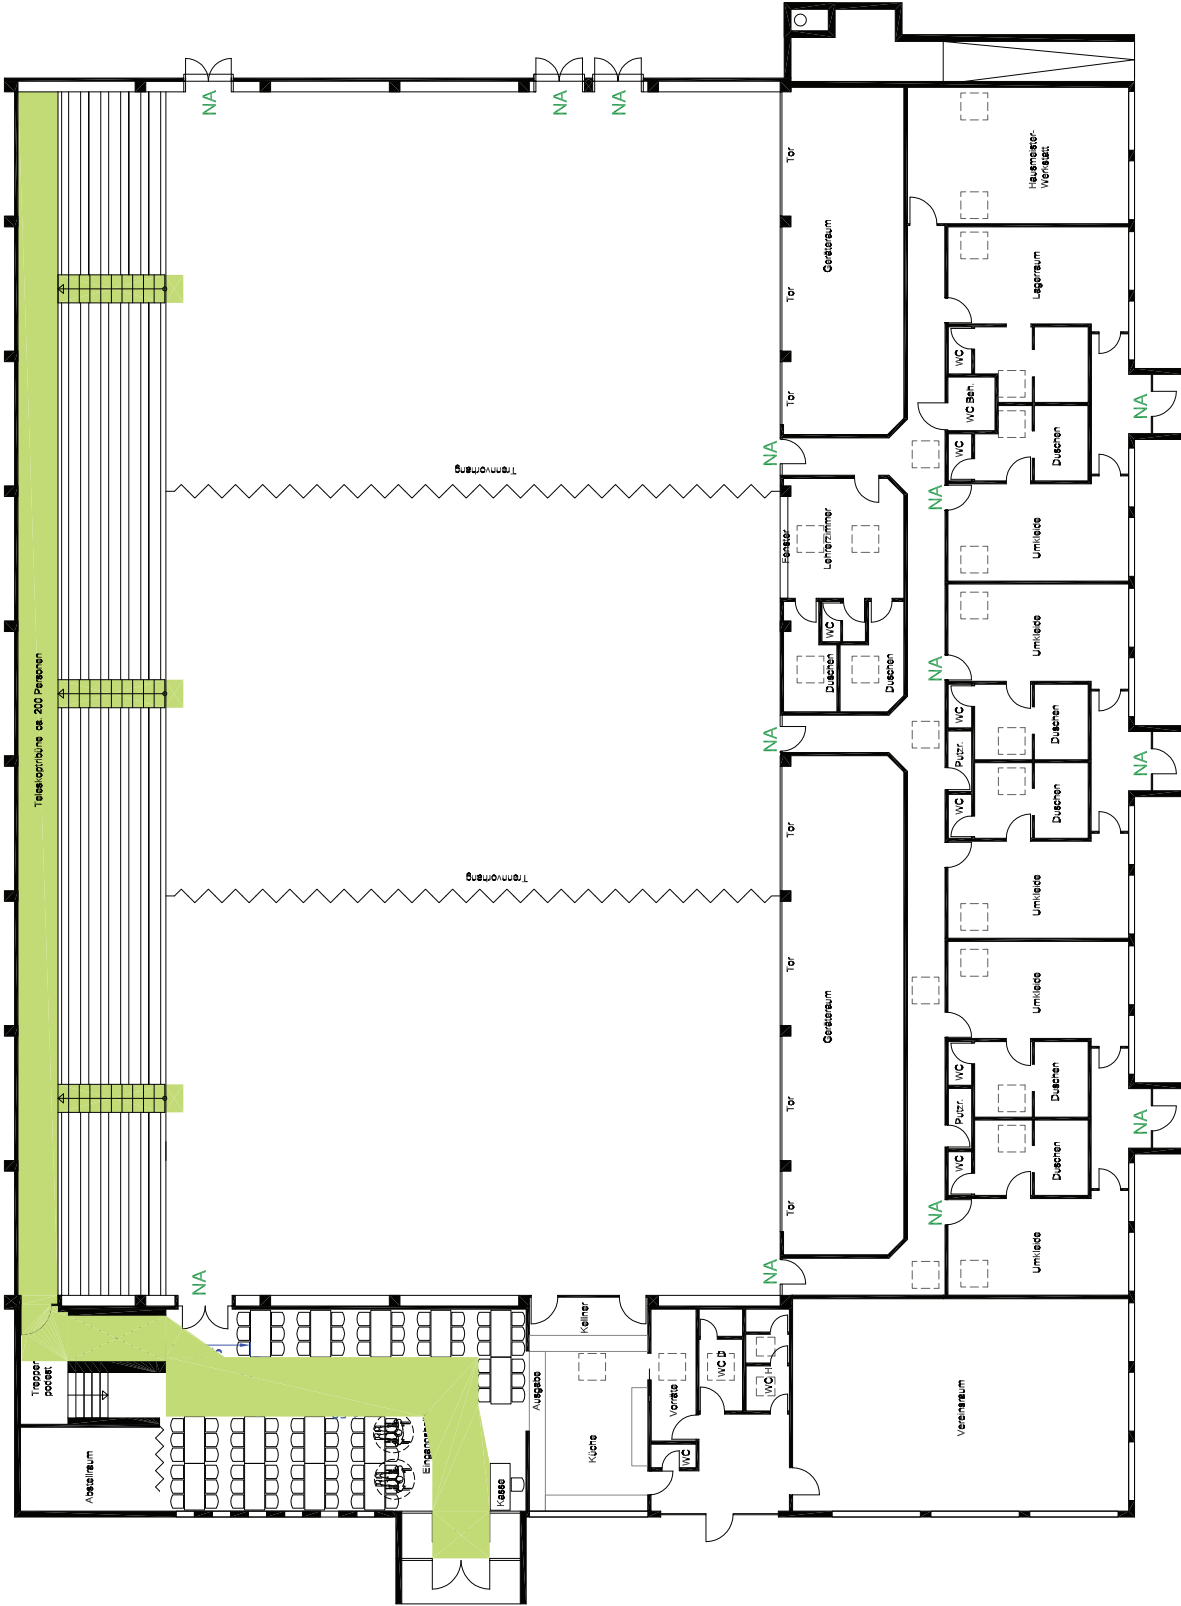 NA
NA
NA
Tor
Tor
Tor
Geräteraum
Hausmeister-
Werkstatt
Lagerraum
WC
WC Beh.
WC
Duschen
NA
NA
NA
Trennvorhang
Fenster
Lehrerzimmer
Umkleide
Umkleide
WC
Duschen
Duschen
NA
Teleskoptribüne ca. 200 Personen
NA
WC
Putzr.
WC
Duschen
Duschen
NA
Tor
Trennvorhang
Umkleide
Tor
Geräteraum
Umkleide
Tor
WC
Putzr.
WC
Duschen
Duschen
NA
Tor
NA
Umkleide
NA
NA
Kellner
Treppen
podest
Ausgabe
Vorräte
WC D
WC H
Vereinsraum
Abstellraum
Küche
WC
Kasse